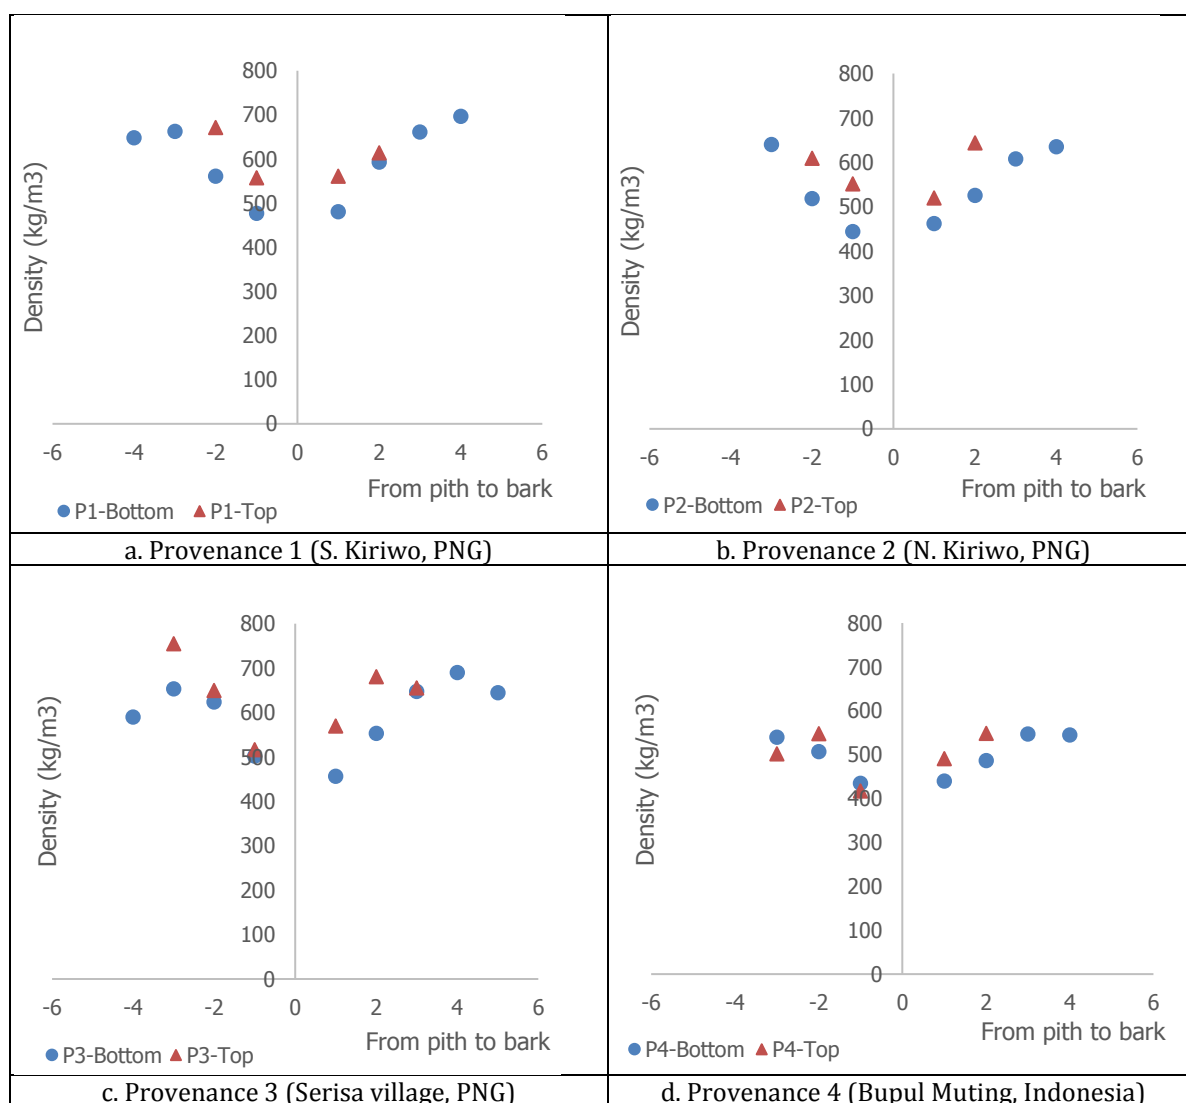 800
700
600
500
400
300
200
100
0
Density (kg/m3)
-6 -4 -2 0 2 4 6
From pith to bark
P1-Bottom P1-Top
a. Provenance 1 (S. Kiriwo, PNG)
800
700
600
500
400
300
200
100
0
Density (kg/m3)
-6 -4 -2 0 2 4 6
From pith to bark
P2-Bottom P2-Top
b. Provenance 2 (N. Kiriwo, PNG)
800
700
600
500
400
300
200
100
0
Density (kg/m3)
-6 -4 -2 0 2 4 6
From pith to bark
P3-Bottom P3-Top
c. Provenance 3 (Serisa village, PNG)
800
700
600
500
400
300
200
100
0
Density (kg/m3)
-6 -4 -2 0 2 4 6
From pith to bark
P4-Bottom P4-Top
d. Provenance 4 (Bupul Muting, Indonesia)